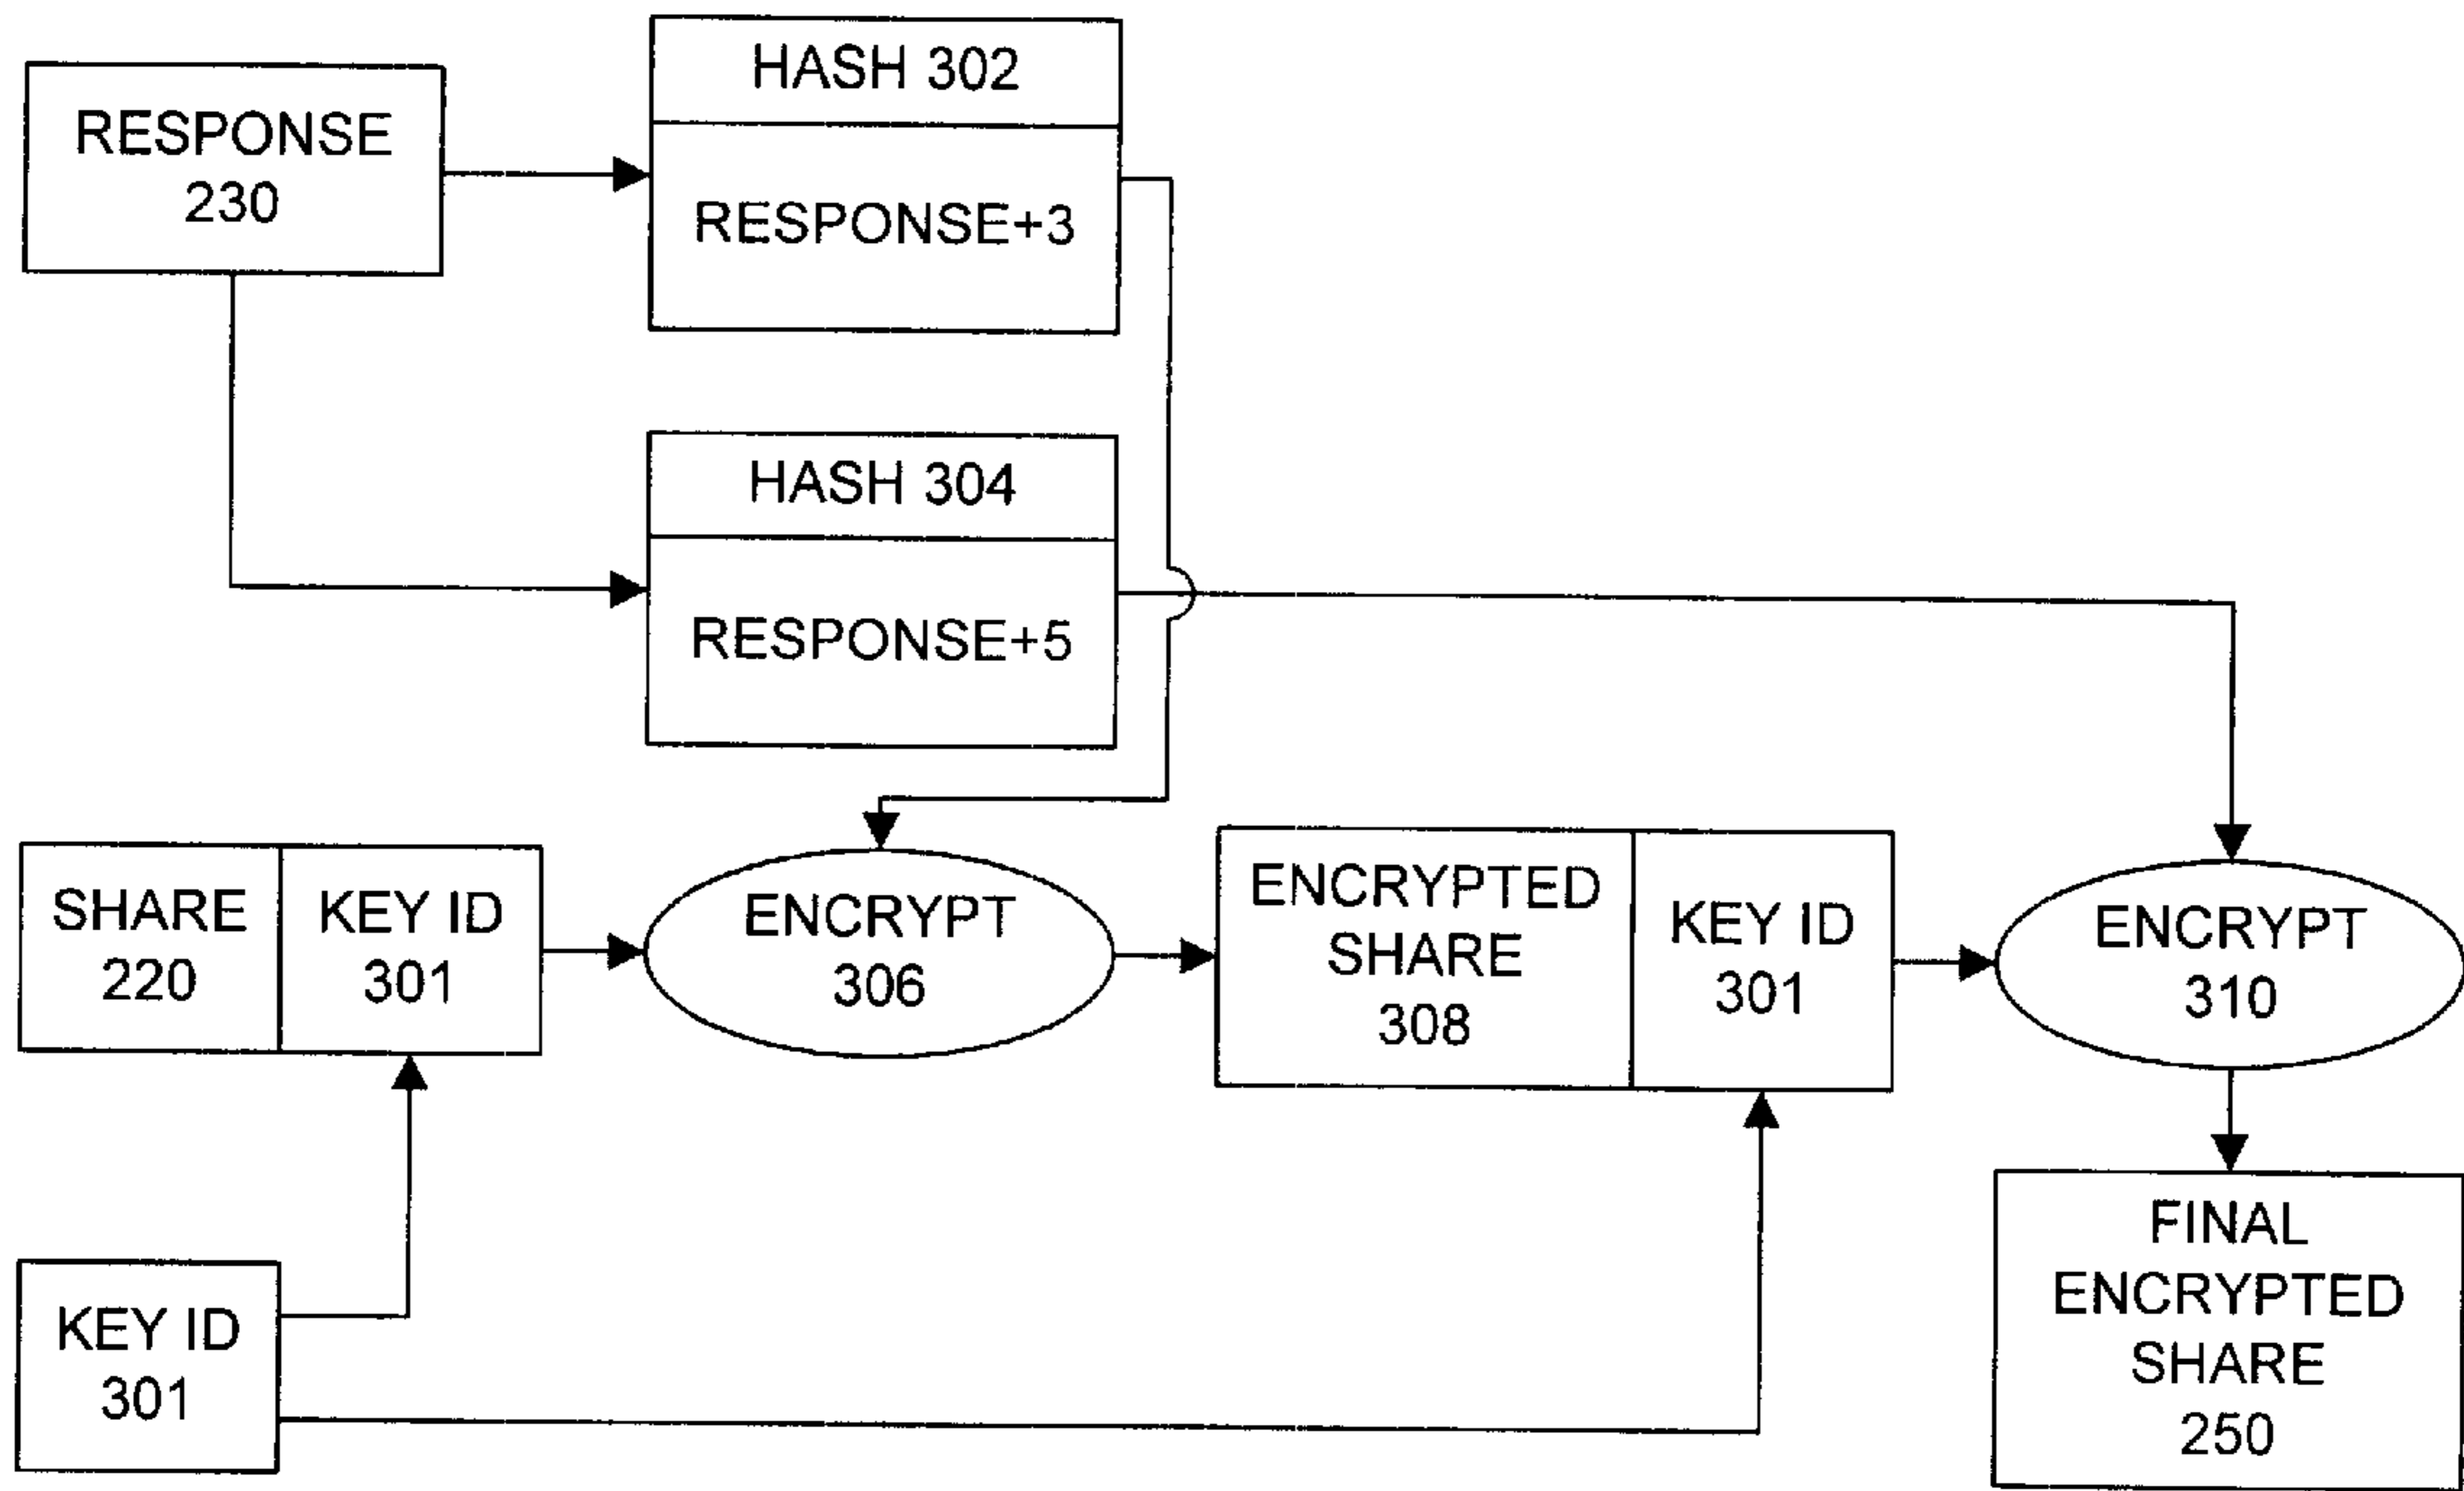 RESPONSE
230
HASH 302
RESPONSE+3
HASH 304
RESPONSE+5
SHARE
220
KEY ID
301
ENCRYPT
306
ENCRYPTED
SHARE
308
KEY ID
301
ENCRYPT
310
KEY ID
301
FINAL
ENCRYPTED
SHARE
250